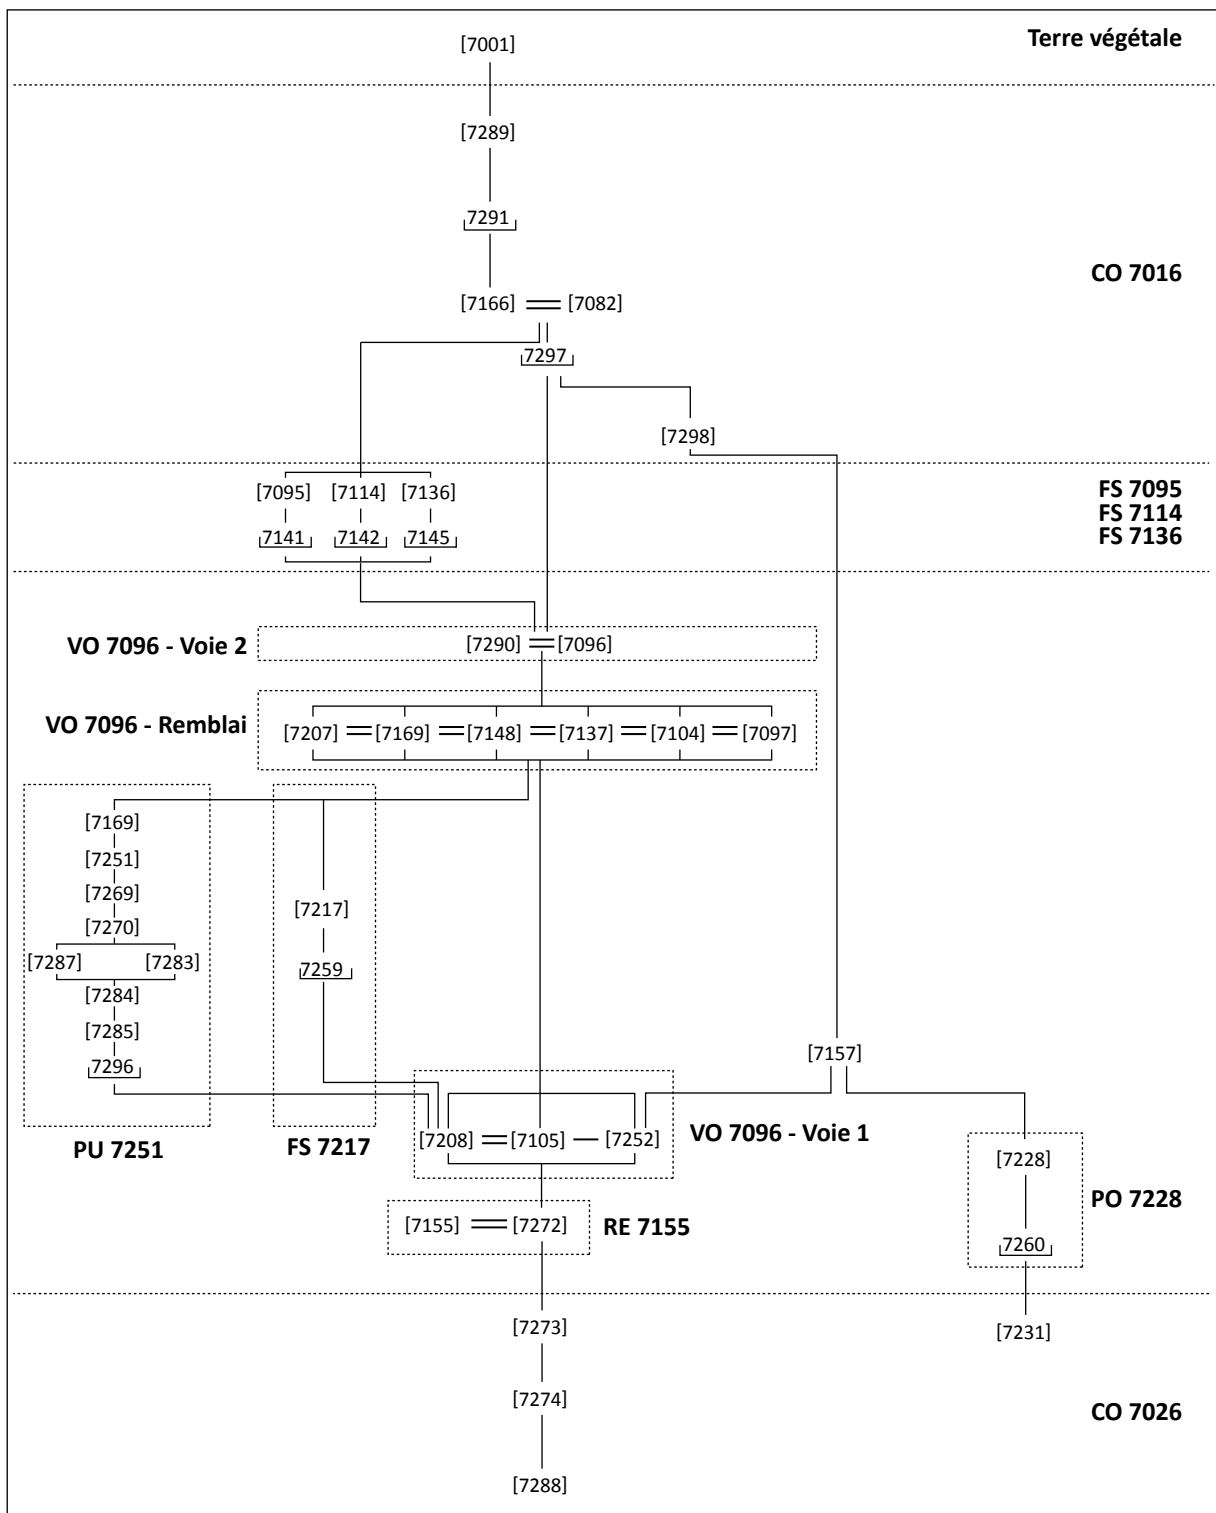 [7001]
Terre végétale
[7289]
7291
CO 7016
[7166] [7082]
7297
[7298]
[7095] [7114] [7136]
FS 7095
FS 7114
FS 7136
7141 7142 7145
VO 7096 - Voie 2
[7290] [7096]
VO 7096 - Remblai
[7207] [7169] [7148] [7137] [7104] [7097]
[7169]
[7251]
[7269]
[7270]
[7287] [7283]
[7284]
[7285]
7296
PU 7251
[7217]
7259
FS 7217
[7157]
[7208] [7105] [7252]
VO 7096 - Voie 1
[7228]
7260
PO 7228
[7155] [7272]
RE 7155
[7273]
[7231]
[7274]
CO 7026
[7288]